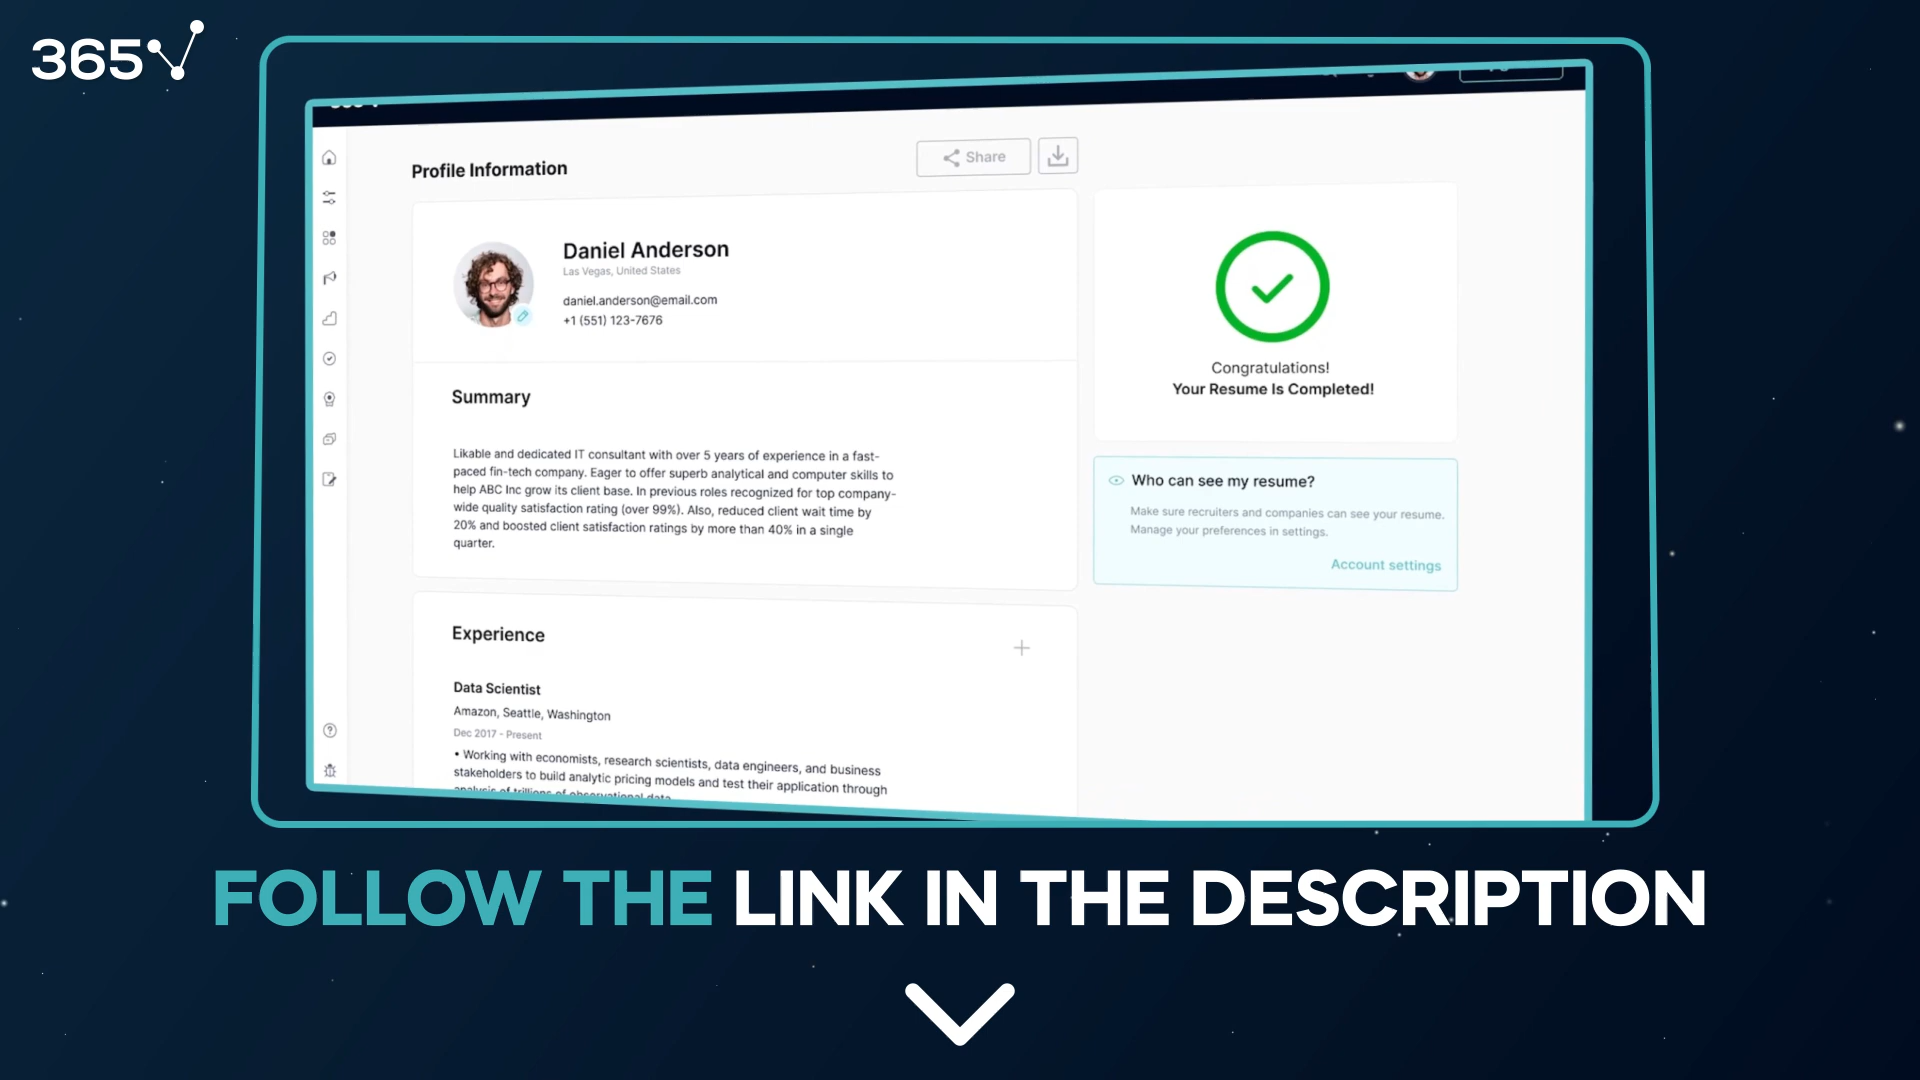 365
Profile Information
Share
Daniel Anderson
Las Vegas, United States
daniel.anderson@email.com
+1 (551) 123-7676
Summary
Likable and dedicated IT consultant with over 5 years of experience in a fast-
paced fin-tech company. Eager to offer superb analytical and computer skills to
help ABC Inc grow its client base. In previous roles recognized for top company-
wide quality satisfaction rating (over 99%). Also, reduced client wait time by
20% and boosted client satisfaction ratings by more than 40% in a single
quarter.
Experience
Data Scientist
Amazon, Seattle, Washington
Dec 2017 - Present
• Working with economists, research scientists, data engineers, and business
stakeholders to build analytic pricing models and test their application through
analysis of trillions of observational data
Congratulations!
Your Resume Is Completed!
Who can see my resume?
Make sure recruiters and companies can see your resume.
Manage your preferences in settings.
Account settings
FOLLOW THE LINK IN THE DESCRIPTION